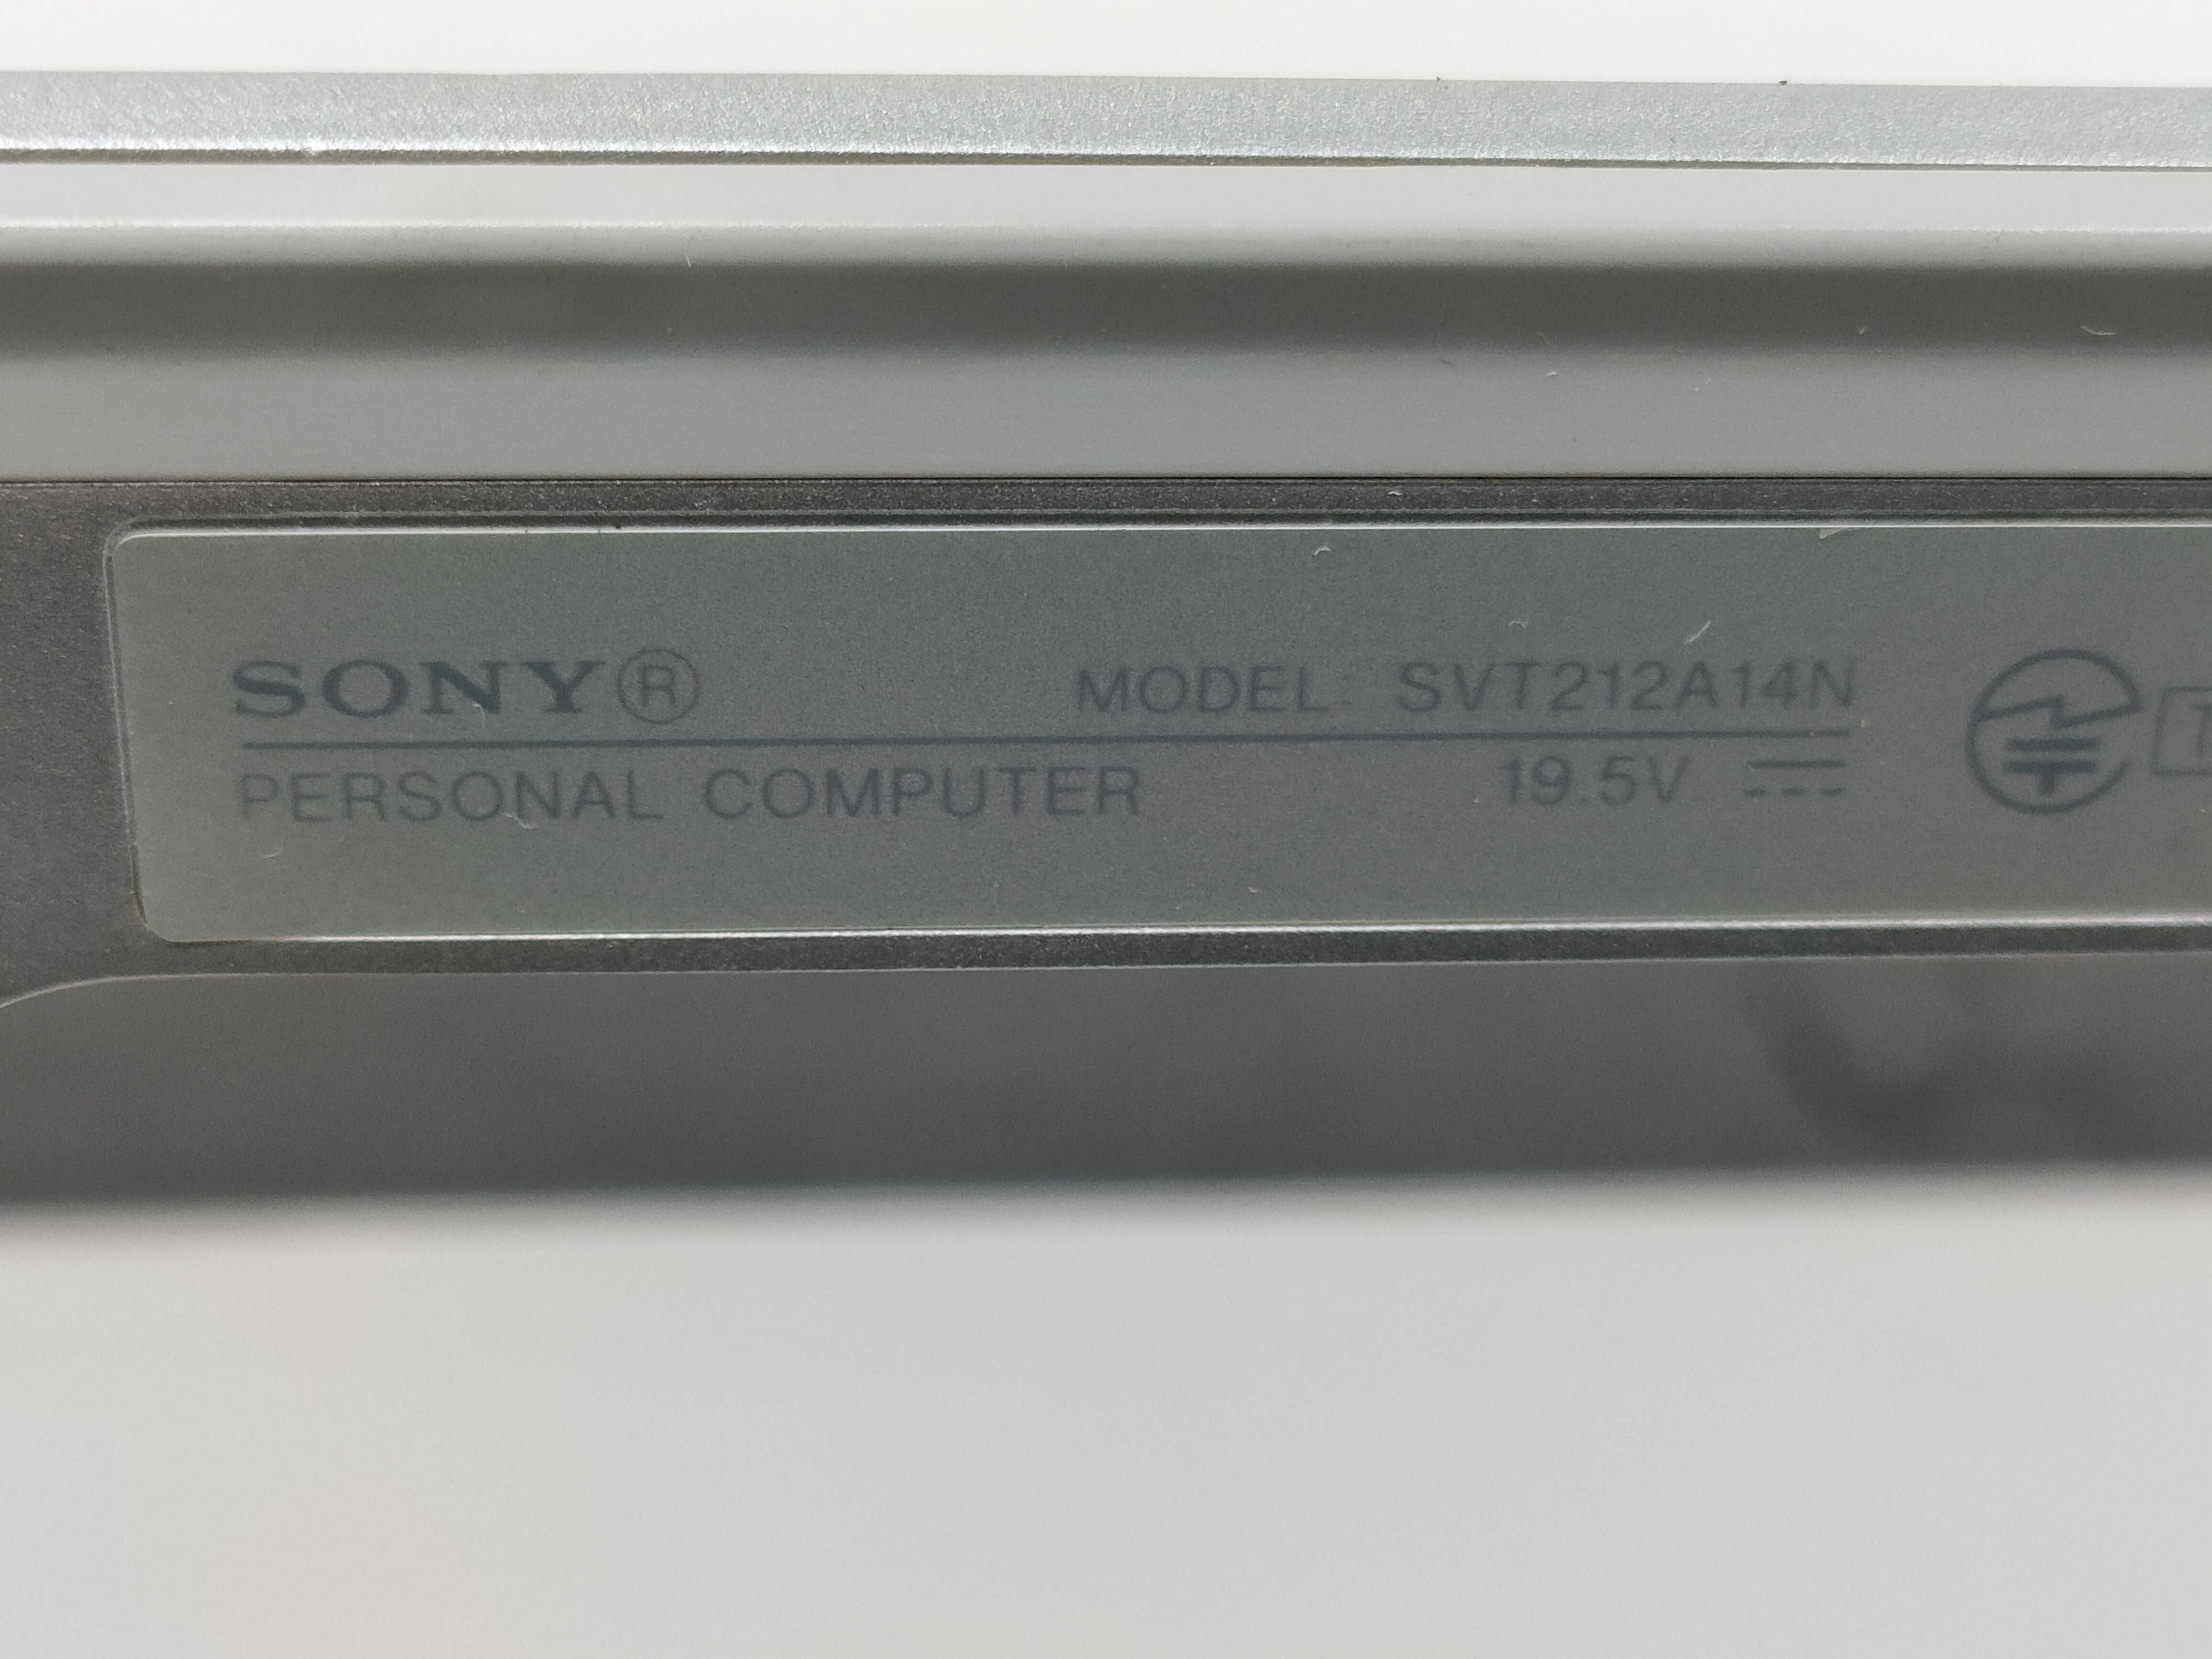 SONY® MODEL SVT212A14N
PERSONAL COMPUTER 19.5V
T